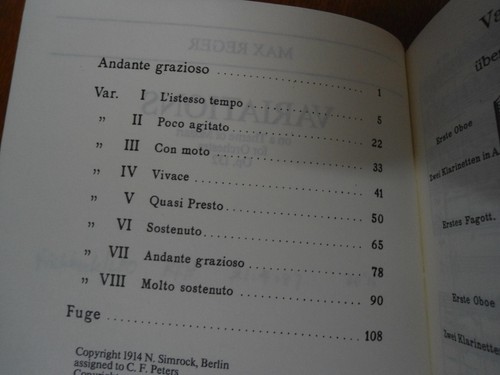 Andante grazioso .................... 1
Var. I L'istesso tempo ................. 5
„ II Poco agitato .................... 22
„ III Con moto ...................... 33
„ IV Vivace ......................... 41
„ V Quasi Presto .................... 50
„ VI Sostenuto ...................... 65
„ VII Andante grazioso ............... 78
„ VIII Molto sostenuto ............... 90
Fuge ................................ 108
Copyright 1914 N. Simrock, Berlin
assigned to C. F. Peters
MAX REGER
VARIATIONS
über
Erste Oboe
Zwei Klarinetten in A
Erstes Fagott.
Erste Oboe
Zwei Klarinetten